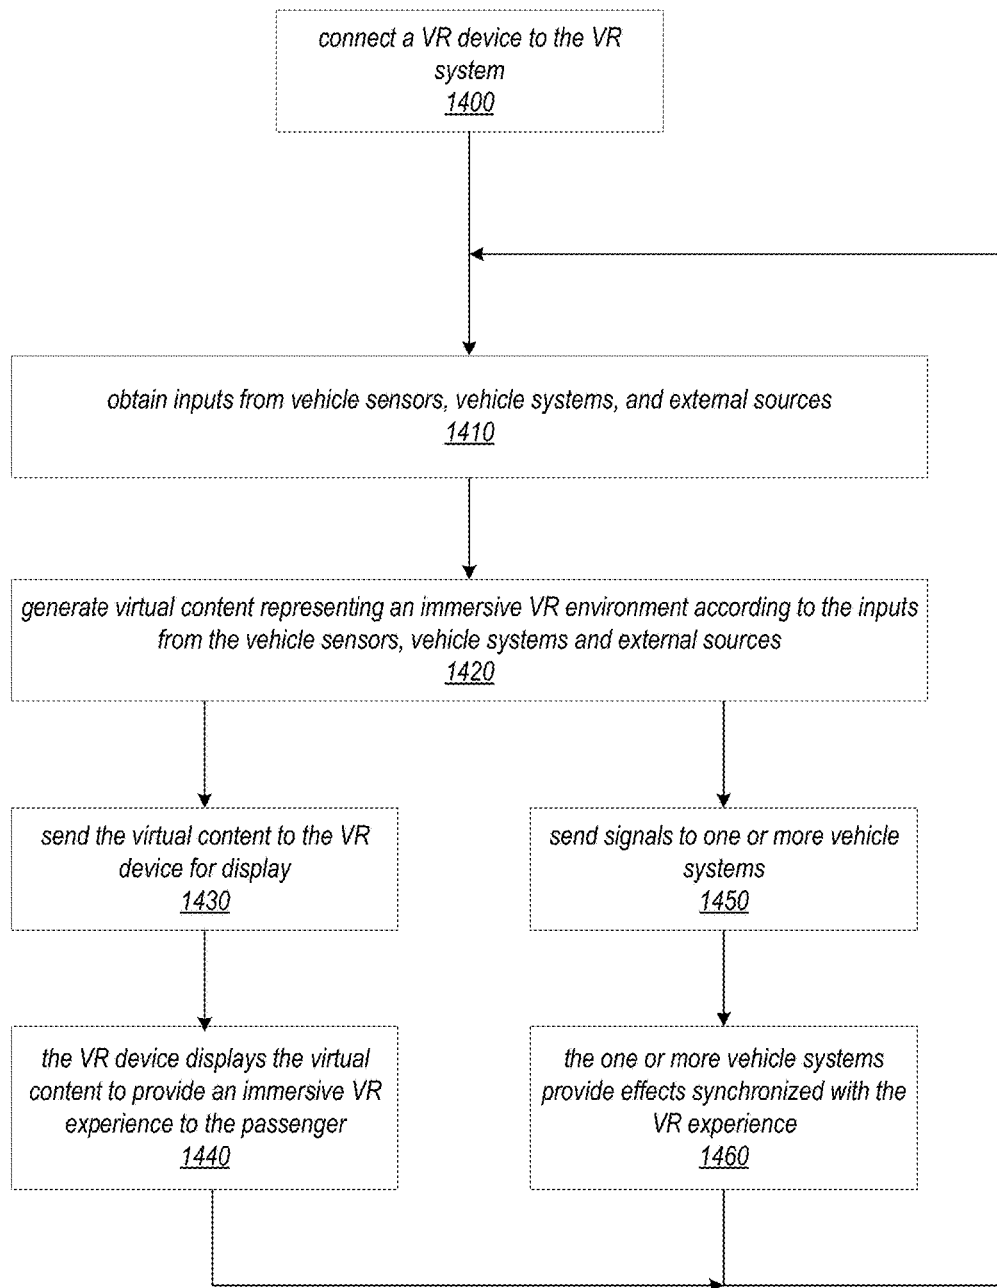 connect a VR device to the VR
system
1400
obtain inputs from vehicle sensors, vehicle systems, and external sources
1410
generate virtual content representing an immersive VR environment according to the inputs
from the vehicle sensors, vehicle systems and external sources
1420
send the virtual content to the VR
device for display
1430
send signals to one or more vehicle
systems
1450
the VR device displays the virtual
content to provide an immersive VR
experience to the passenger
1440
the one or more vehicle systems
provide effects synchronized with the
VR experience
1460